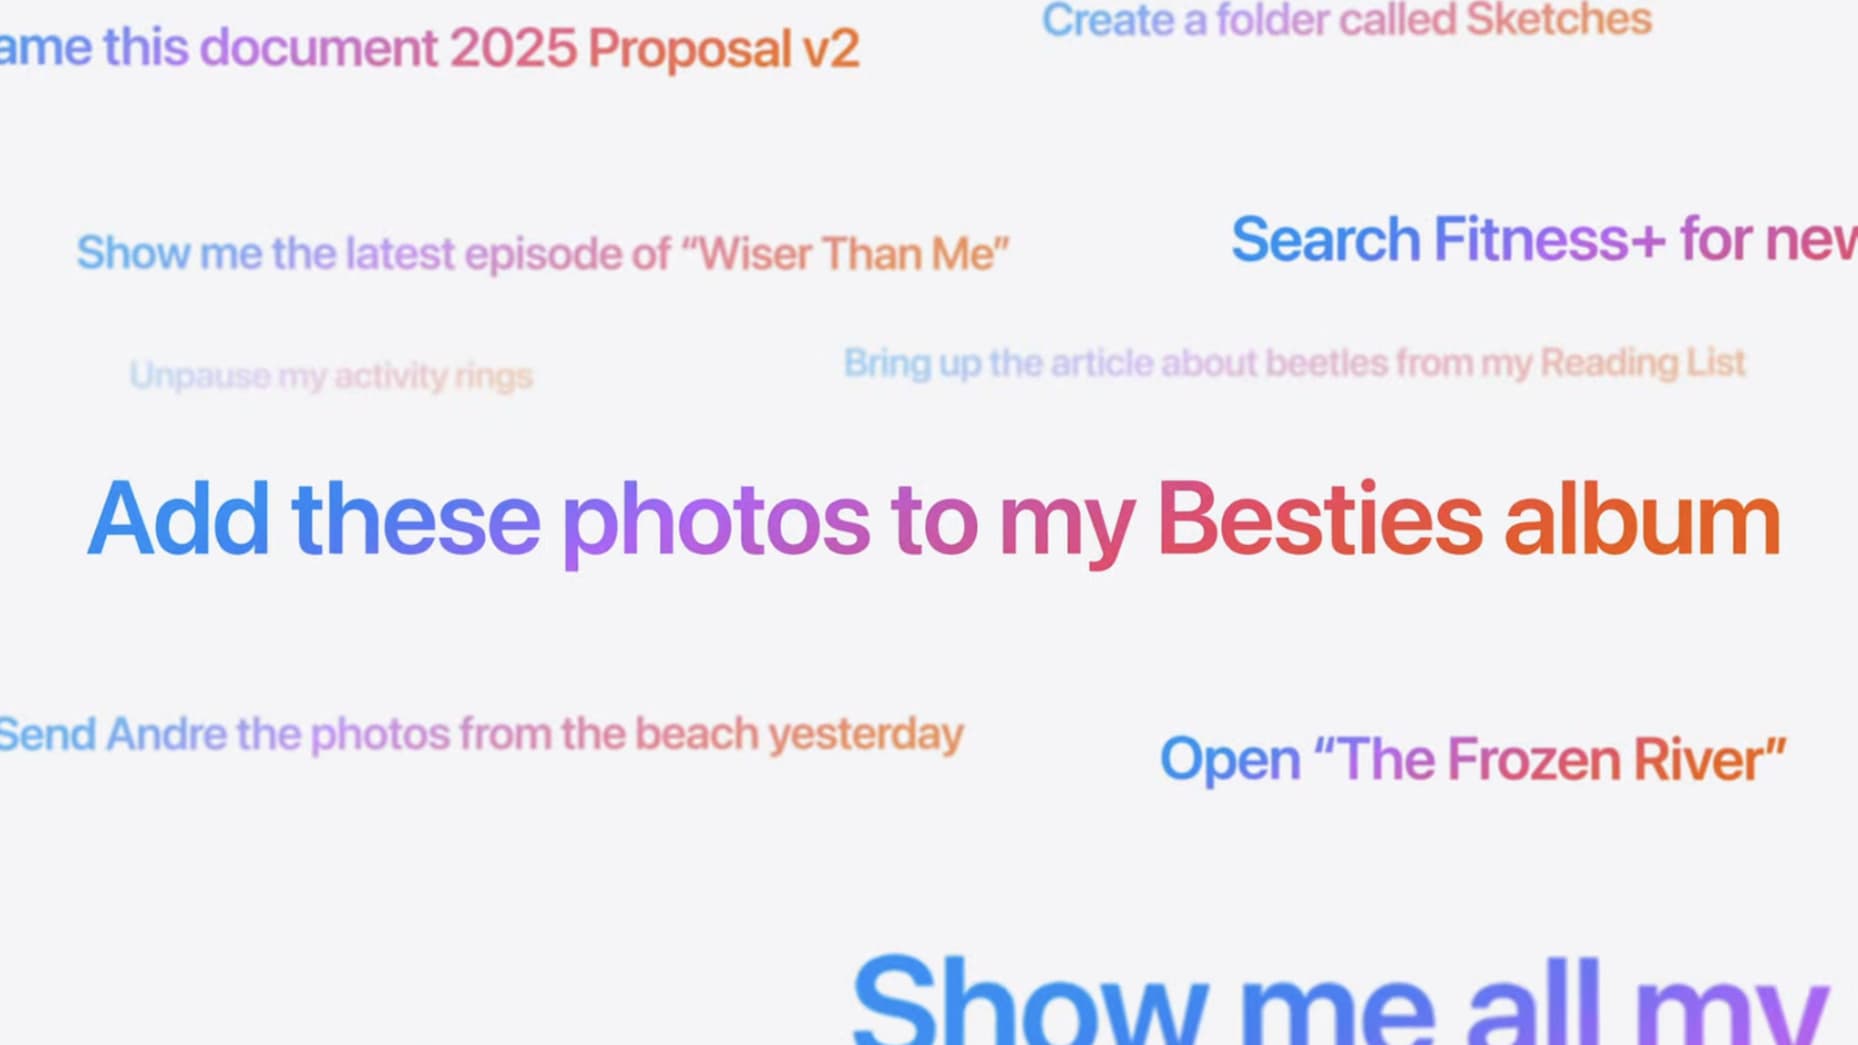 ame this document 2025 Proposal v2
Create a folder called Sketches
Show me the latest episode of “Wiser Than Me”
Search Fitness+ for new
Unpause my activity rings
Bring up the article about beetles from my Reading List
Add these photos to my Besties album
Send Andre the photos from the beach yesterday
Open “The Frozen River”
Show me all my